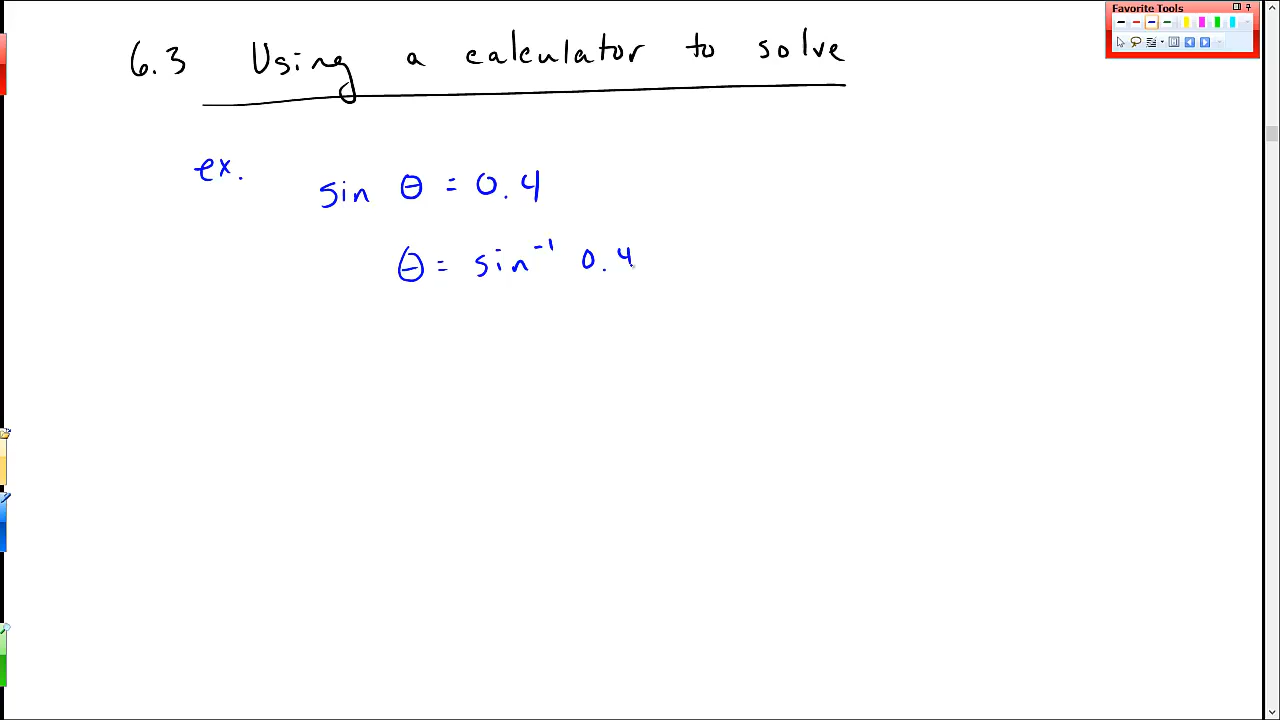 Favorite Tools
6.3 Using a calculator to solve
ex. sin θ = 0.4
θ = sin⁻¹ 0.4